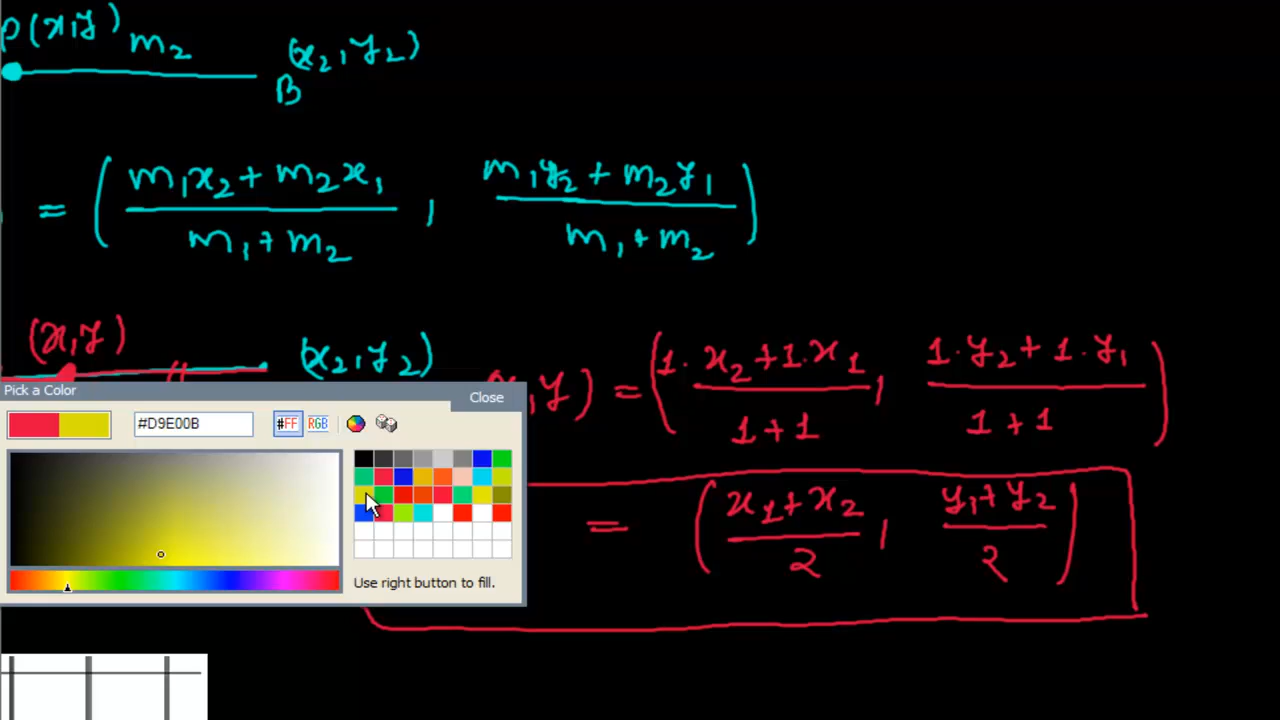 P(x,y) m₂ (x₂, y₂)
B
= ( (m₁x₂ + m₂x₁)/(m₁ + m₂) , (m₁y₂ + m₂y₁)/(m₁ + m₂) )
(x,y)
(x₂, y₂)
,y) = ( (1·x₂ + 1·x₁)/(1 + 1) , (1·y₂ + 1·y₁)/(1 + 1) )
Pick a Color
Close
#D9E00B #FF RGB
= ( (x₁ + x₂)/2 , (y₁ + y₂)/2 )
Use right button to fill.